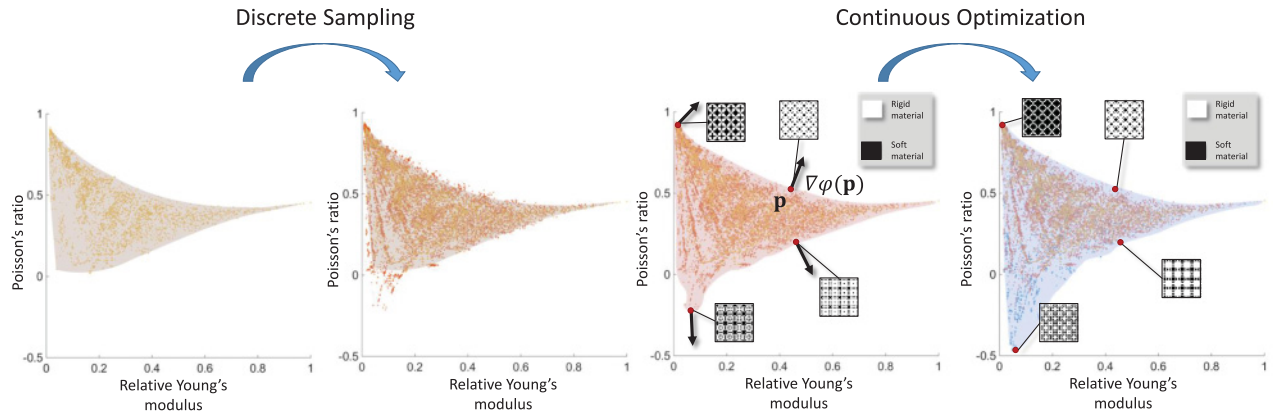 Discrete Sampling
Continuous Optimization
Poisson's ratio
1
0.5
0
-0.5
0
0.2
0.4
0.6
0.8
1
Relative Young's
modulus
Poisson's ratio
1
0.5
0
-0.5
0
0.2
0.4
0.6
0.8
1
Relative Young's
modulus
Poisson's ratio
1
0.5
0
-0.5
0
0.2
0.4
0.6
0.8
1
Relative Young's
modulus
Rigid
material
Soft
material
∇φ(p)
p
Poisson's ratio
1
0.5
0
-0.5
0
0.2
0.4
0.6
0.8
1
Relative Young's
modulus
Rigid
material
Soft
material